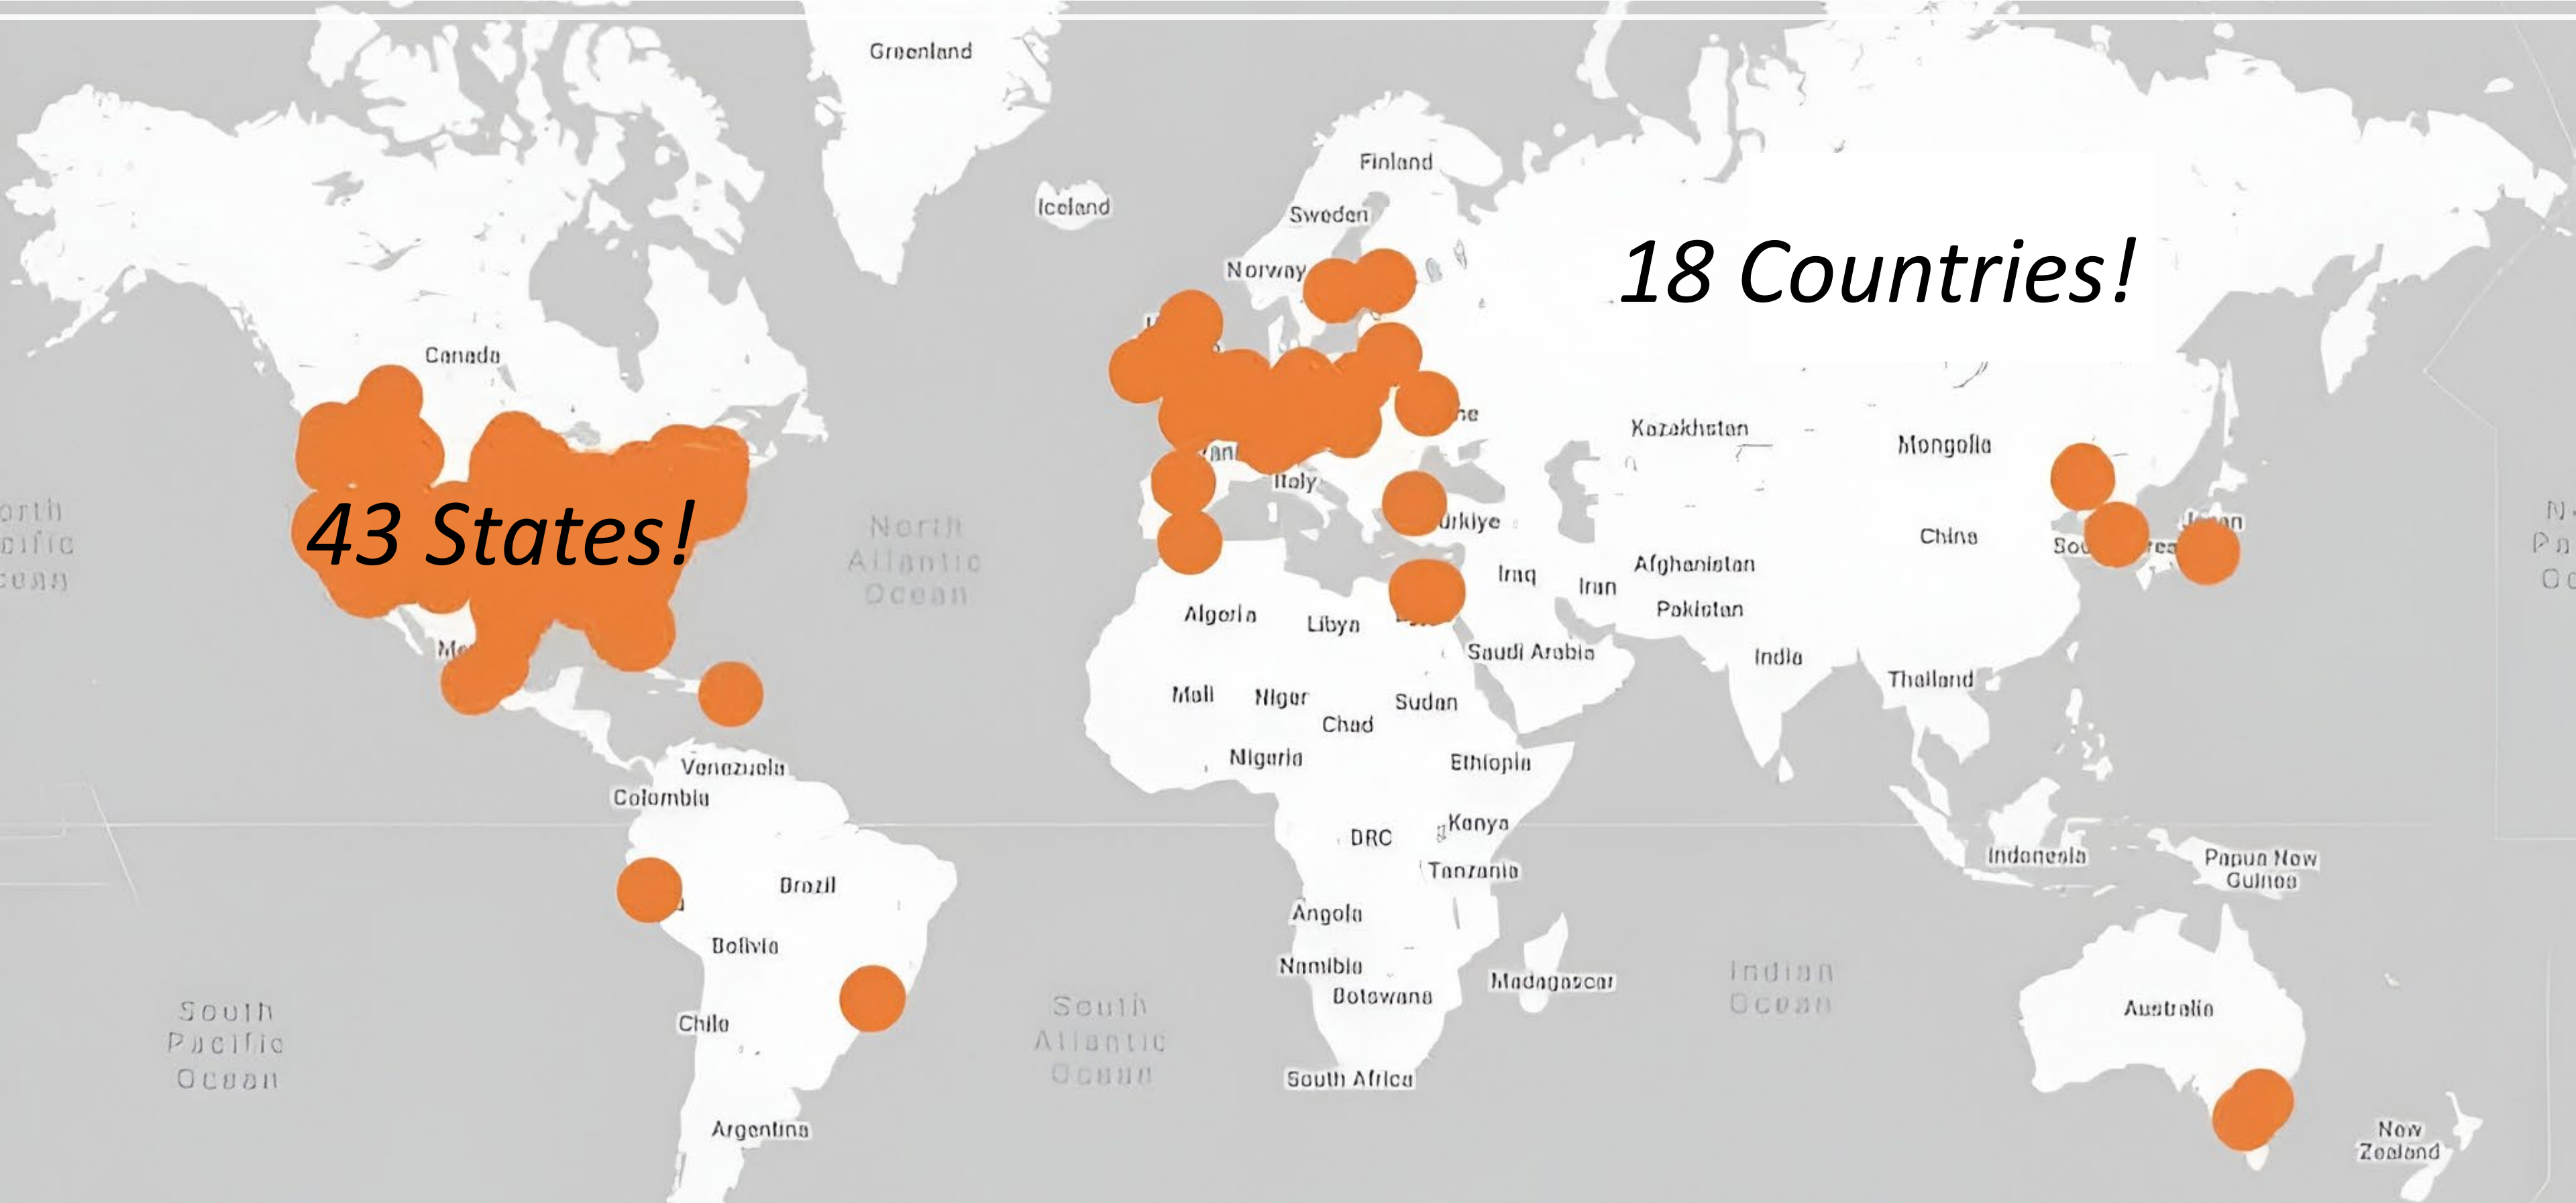 Greenland
Finland
Iceland
Sweden
Norway
18 Countries!
Canada
Kazakhstan
Mongolia
Italy
43 States!
North
Atlantic
Ocean
China
Afghanistan
Iraq
Iran
Pakistan
Algeria
Libya
Saudi Arabia
India
Thailand
Mali
Niger
Sudan
Chad
Nigeria
Ethiopia
Venezuela
Colombia
Kenya
DRC
Tanzania
Indonesia
Papua New
Guinea
Brazil
Angola
Bolivia
Namibia
Botswana
Madagascar
Indian
Ocean
Australia
South
Pacific
Ocean
South
Atlantic
Ocean
Chile
South Africa
Argentina
New
Zealand